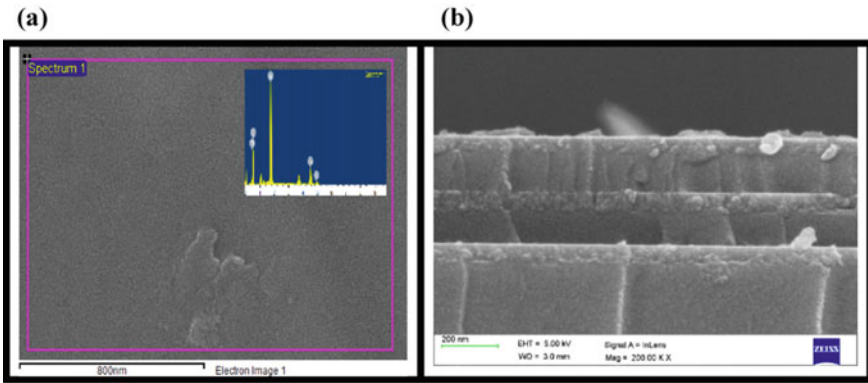 (a)
(b)
Spectrum 1
800nm
Electron Image 1
200 nm
EHT = 5.00 kV
Signal A = InLens
WD = 3.0 mm
Mag = 200.00 K X
ZEISS